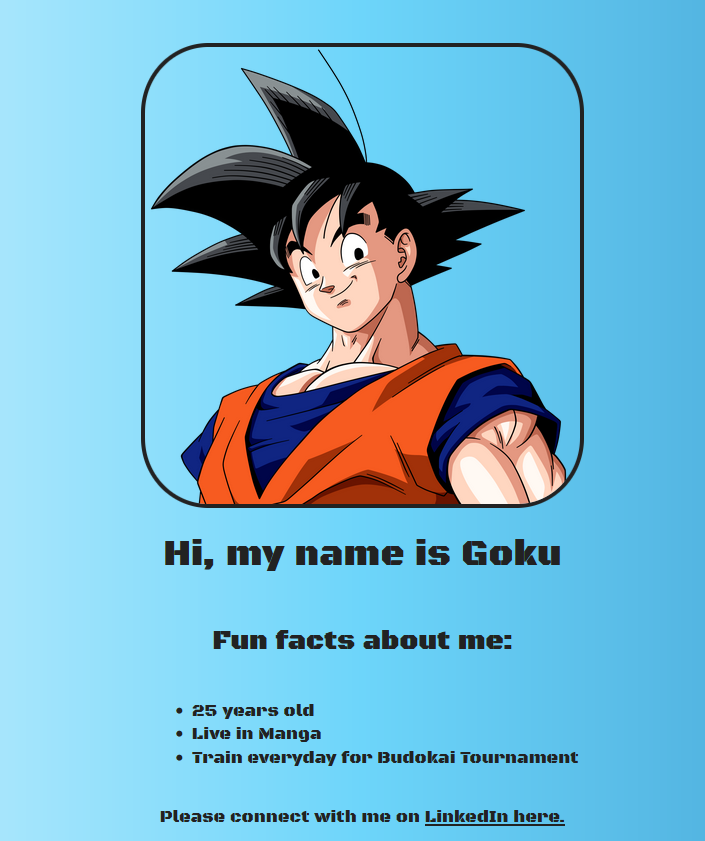 Hi, my name is Goku
Fun facts about me:
• 25 years old
• Live in Manga
• Train everyday for Budokai Tournament
Please connect with me on LinkedIn here.